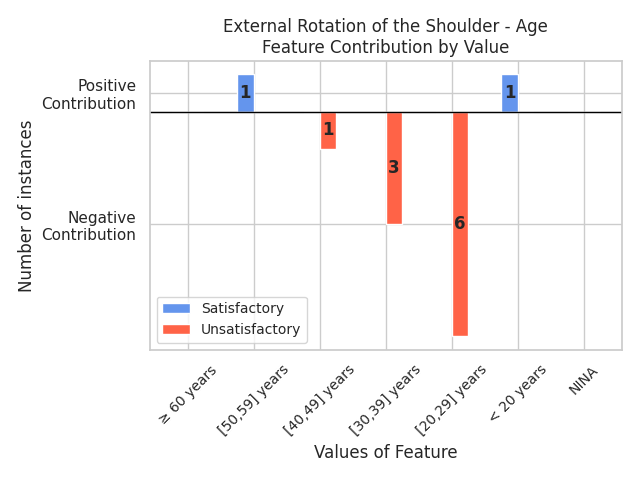 External Rotation of the Shoulder - Age
Feature Contribution by Value
Positive
Contribution
Negative
Contribution
Number of instances
1
1
3
6
1
Satisfactory
Unsatisfactory
≥ 60 years
[50,59] years
[40,49] years
[30,39] years
[20,29] years
< 20 years
NINA
Values of Feature